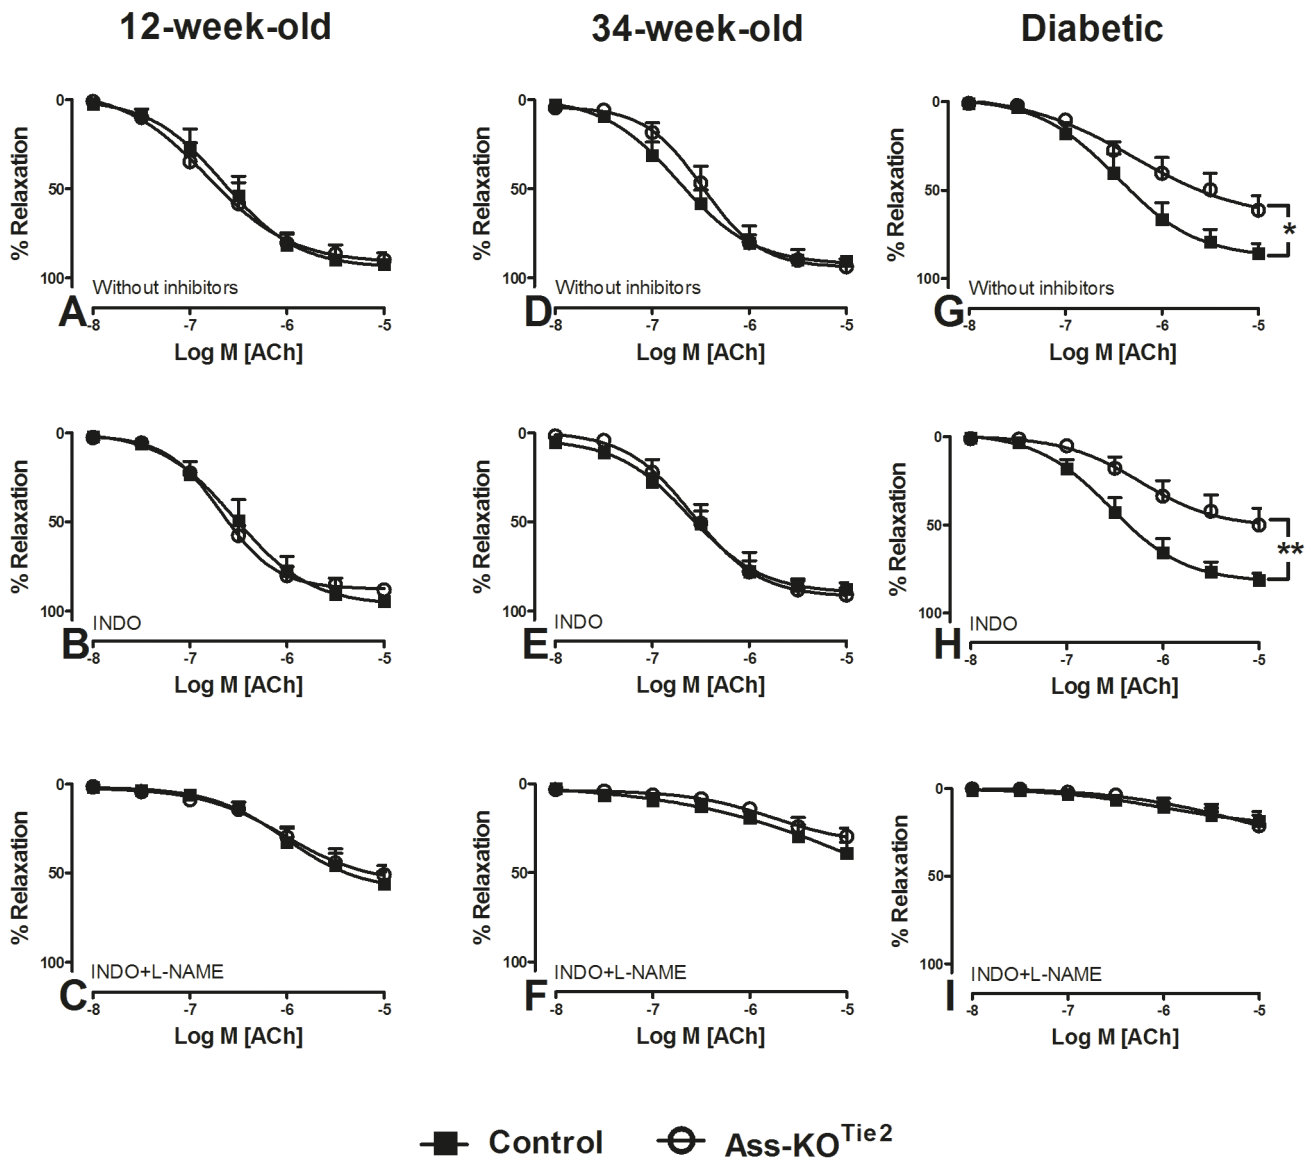 12-week-old
34-week-old
Diabetic
% Relaxation
0
50
100
Without inhibitors
A
-8
-7
-6
-5
Log M [ACh]
% Relaxation
0
50
100
Without inhibitors
D
-8
-7
-6
-5
Log M [ACh]
% Relaxation
0
50
100
*
Without inhibitors
G
-8
-7
-6
-5
Log M [ACh]
% Relaxation
0
50
100
INDO
B
-8
-7
-6
-5
Log M [ACh]
% Relaxation
0
50
100
INDO
E
-8
-7
-6
-5
Log M [ACh]
% Relaxation
0
50
100
**
INDO
H
-8
-7
-6
-5
Log M [ACh]
% Relaxation
0
50
100
INDO+L-NAME
C
-8
-7
-6
-5
Log M [ACh]
% Relaxation
0
50
100
INDO+L-NAME
F
-8
-7
-6
-5
Log M [ACh]
% Relaxation
0
50
100
INDO+L-NAME
I
-8
-7
-6
-5
Log M [ACh]
Control
Ass-KO^Tie2